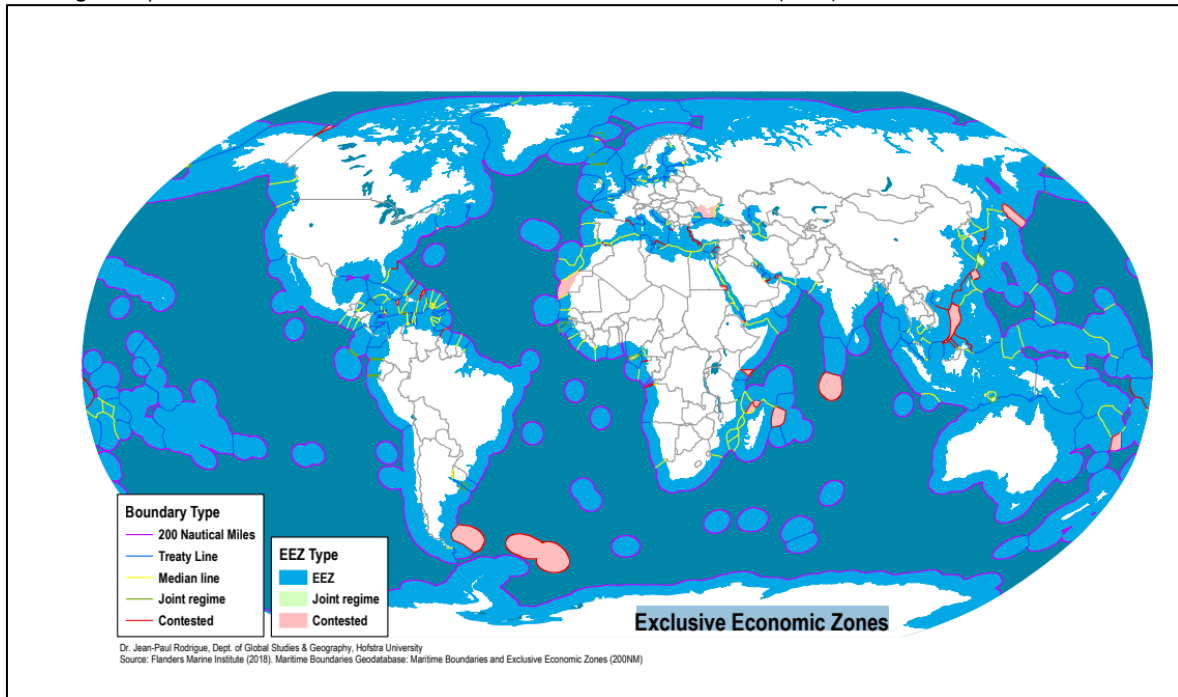 Exclusive Economic Zones
Boundary Type
200 Nautical Miles
Treaty Line
Median line
Joint regime
Contested
EEZ Type
EEZ
Joint regime
Contested
Dr. Jean-Paul Rodrigue, Dept. of Global Studies & Geography, Hofstra University
Source: Flanders Marine Institute (2018). Maritime Boundaries Geodatabase: Maritime Boundaries and Exclusive Economic Zones (200NM)